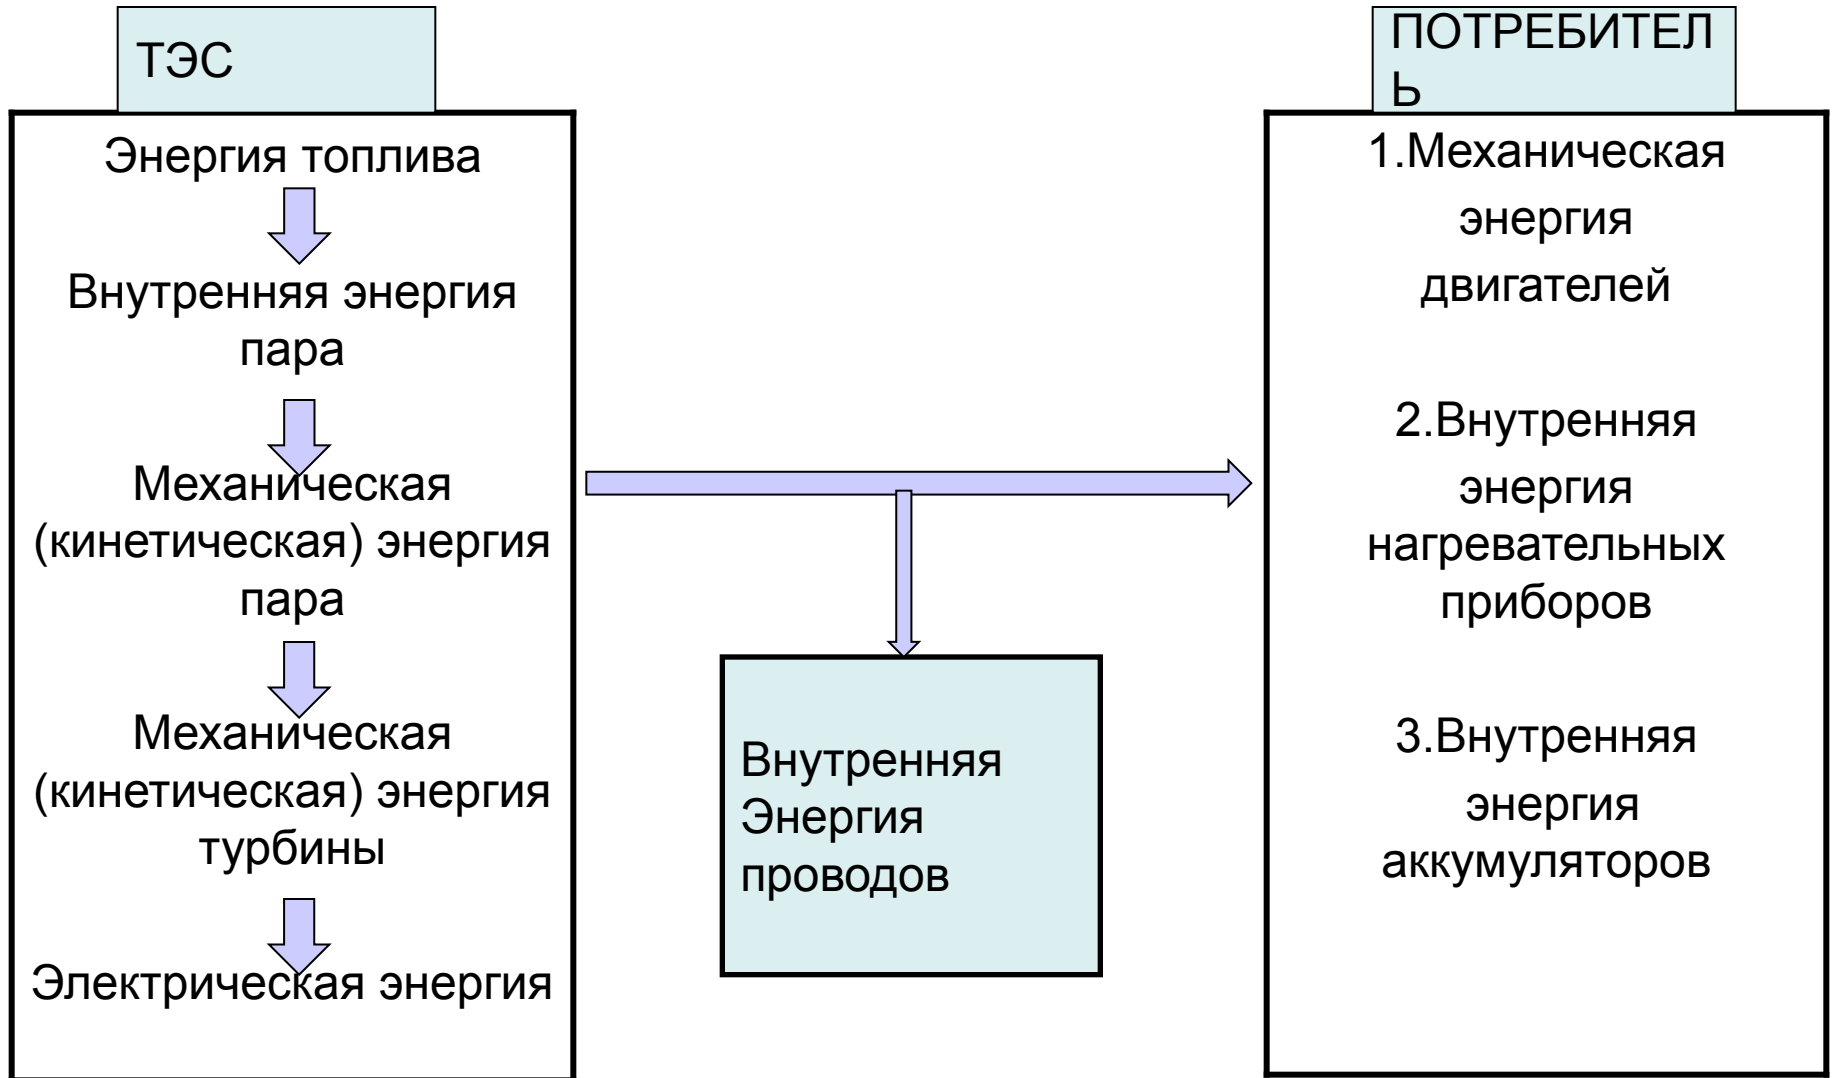 ТЭС
Энергия топлива
Внутренняя энергия
пара
Механическая
(кинетическая) энергия
пара
Механическая
(кинетическая) энергия
турбины
Электрическая энергия
Внутренняя
Энергия
проводов
ПОТРЕБИТЕЛ
Ь
1.Механическая
энергия
двигателей
2.Внутренняя
энергия
нагревательных
приборов
3.Внутренняя
энергия
аккумуляторов